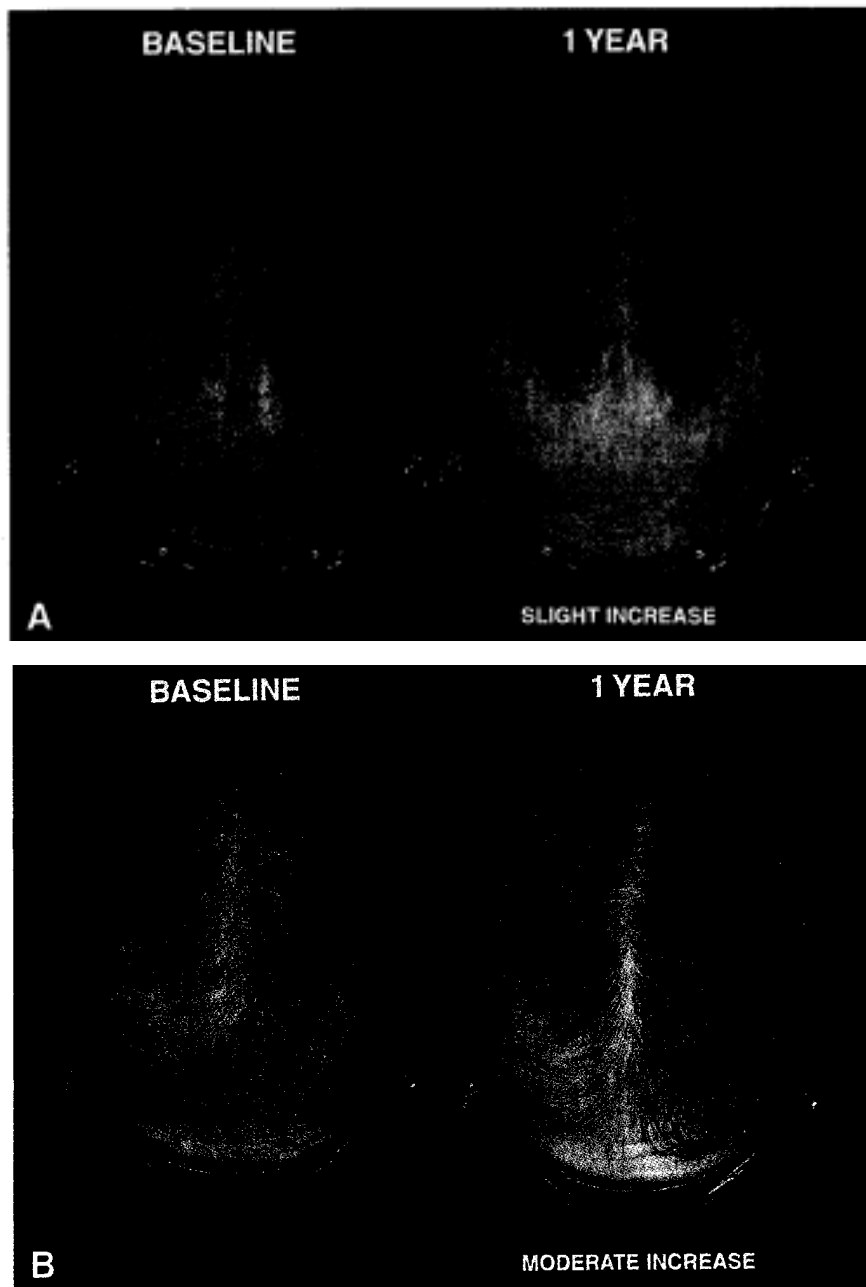 BASELINE 1 YEAR
A SLIGHT INCREASE
BASELINE 1 YEAR
B MODERATE INCREASE